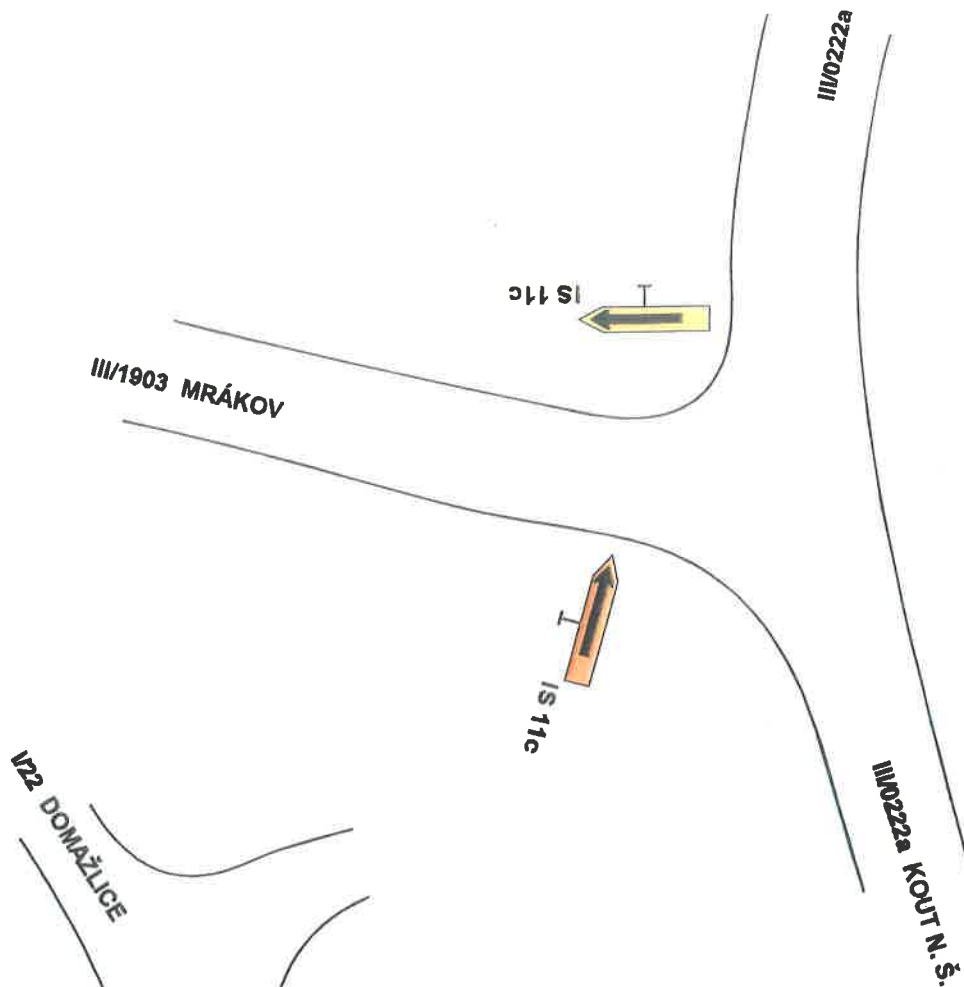 III/0222a
IS 11c
III/1903 MRÁKOV
IS 11c
I/22 DOMAŽLICE
III/0222a KOUT N. Š.